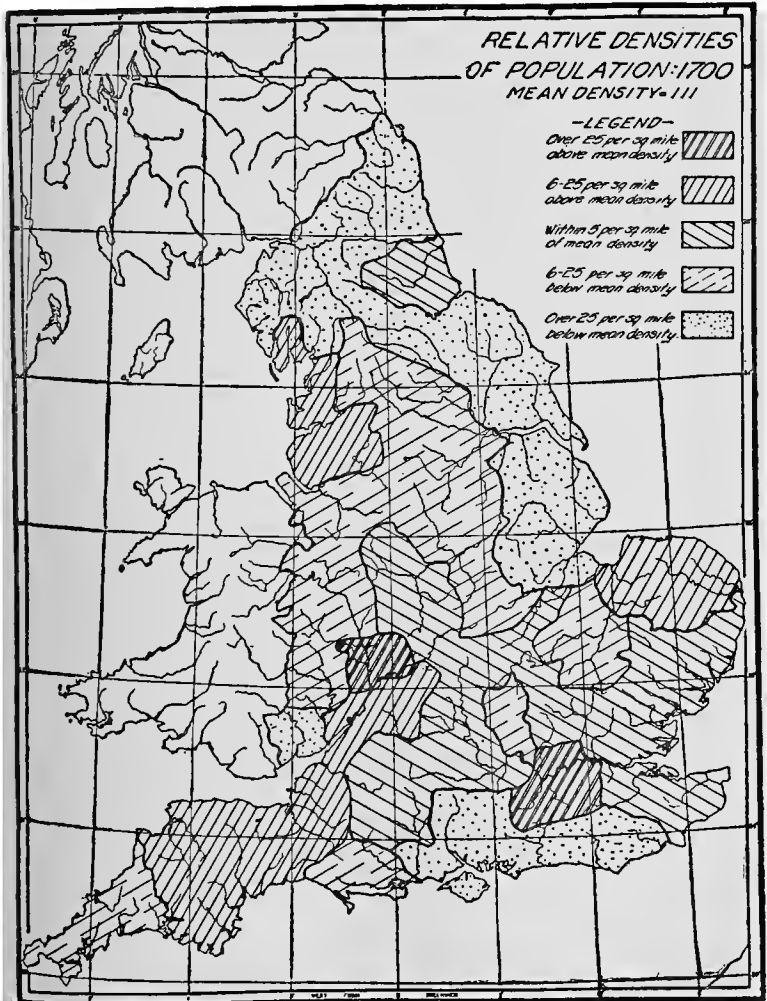 RELATIVE DENSITIES
OF POPULATION:1700
MEAN DENSITY=111
-LEGEND-
Over 25 per sq mile
above mean density
6-25 per sq mile
above mean density
Within 5 per sq mile
of mean density
6-25 per sq mile
below mean density
Over 25 per sq mile
below mean density